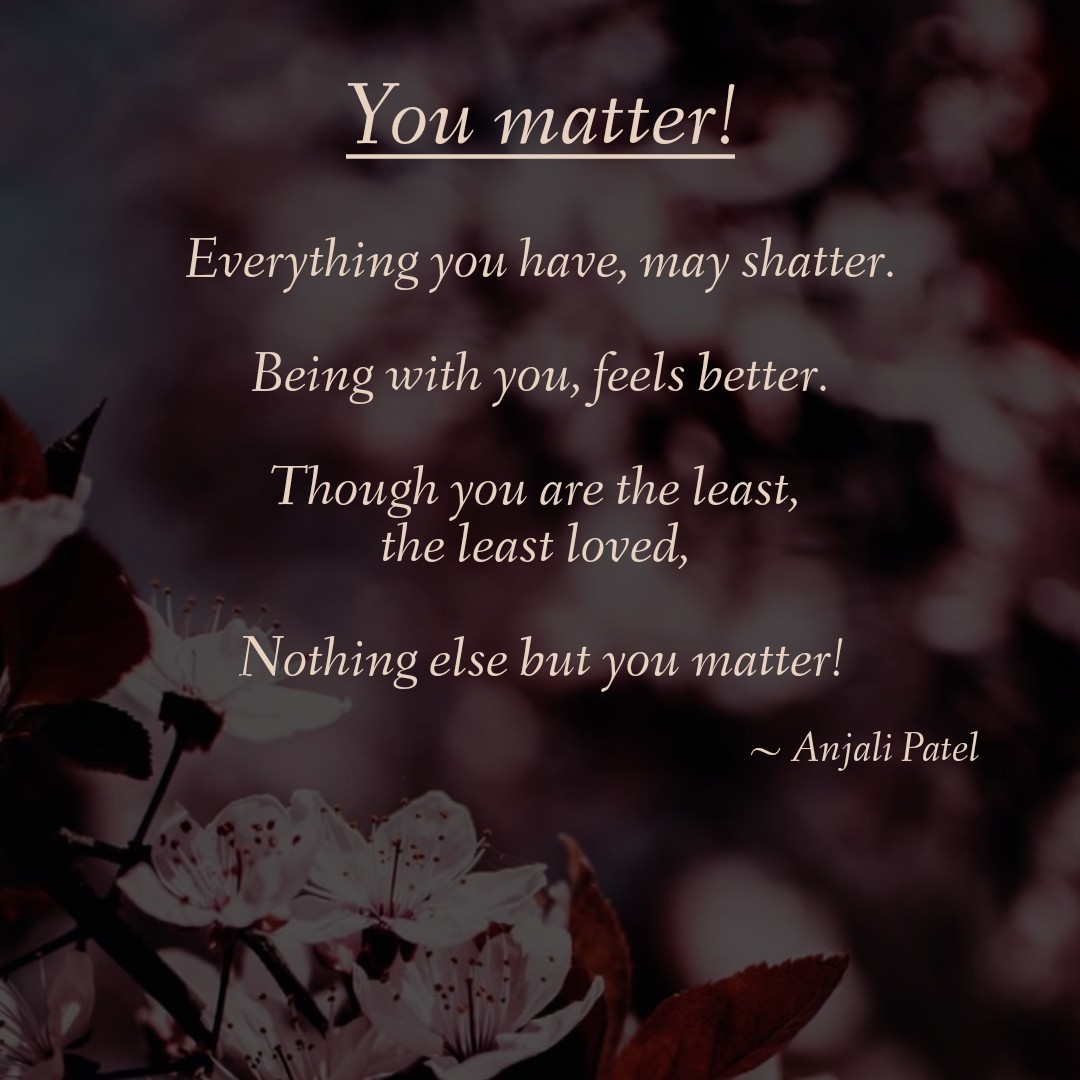 You matter!
Everything you have, may shatter.
Being with you, feels better.
Though you are the least,
the least loved,
Nothing else but you matter!
~ Anjali Patel